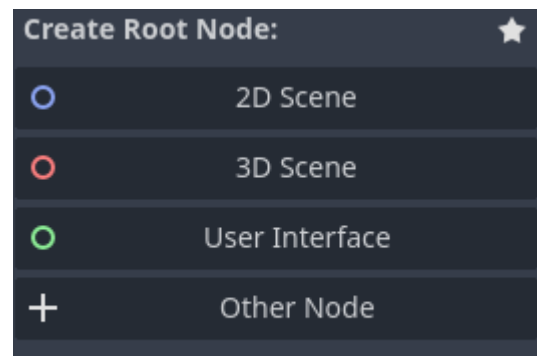 Create Root Node:
2D Scene
3D Scene
User Interface
Other Node